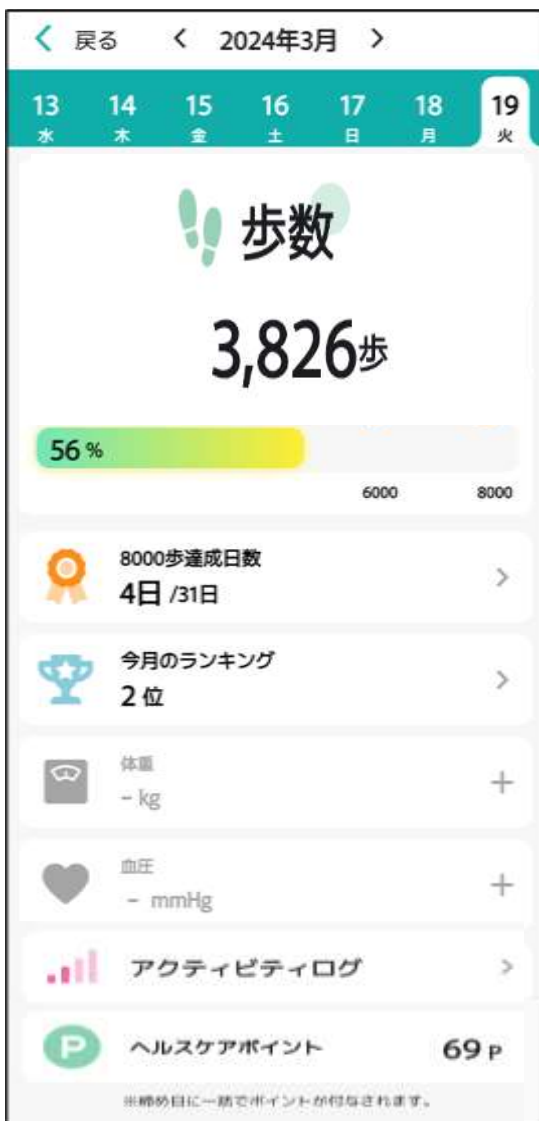 戻る 2024年3月
13 14 15 16 17 18 19
水 木 金 土 日 月 火
歩数
3,826歩
56 %
6000 8000
8000歩達成日数
4日 /31日
今月のランキング
2 位
体重
- kg
血圧
- mmHg
アクティビティログ
ヘルスケアポイント 69 P
※締め日に一括でポイントが付なされます。